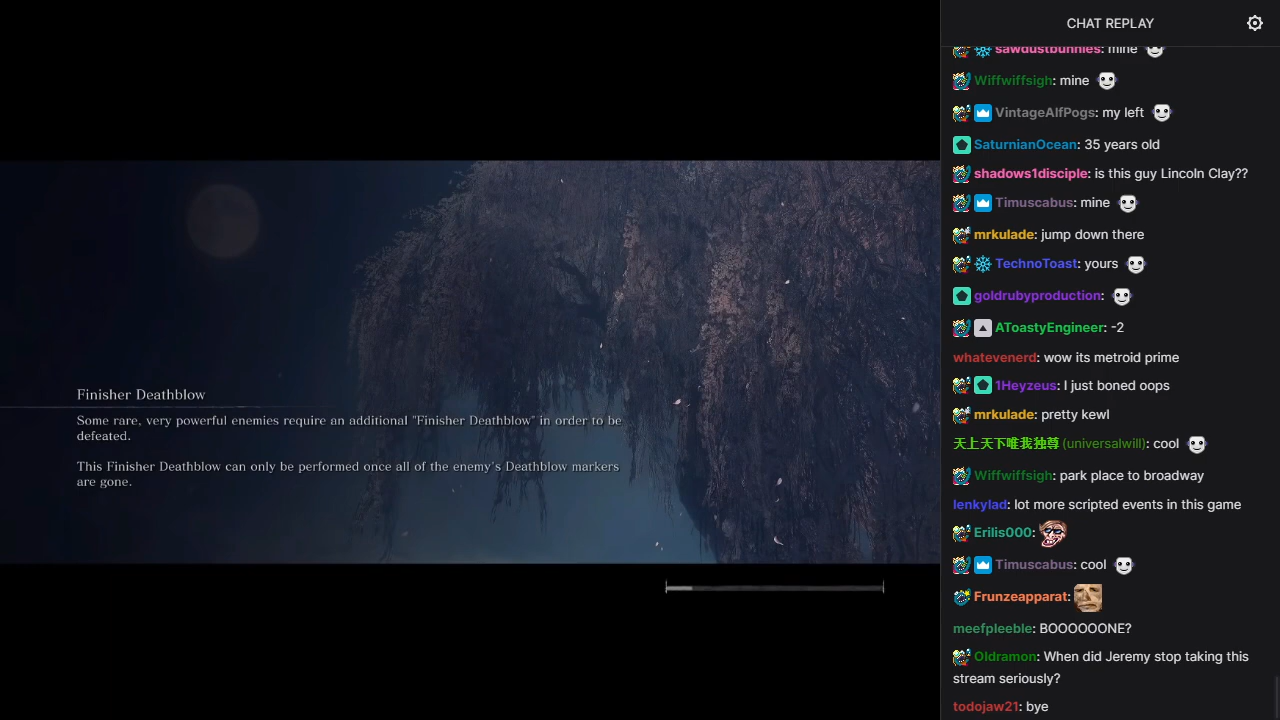 CHAT REPLAY
sawdustbunnies: mine
Wiffwiffsigh: mine
VintageAlfPogs: my left
SaturnianOcean: 35 years old
shadows1disciple: is this guy Lincoln Clay??
Timuscabus: mine
mrkulade: jump down there
TechnoToast: yours
goldrubyproduction:
AToastyEngineer: -2
whatevenerd: wow its metroid prime
1Heyzeus: I just boned oops
mrkulade: pretty kewl
天上天下唯我独尊 (universalwill): cool
Wiffwiffsigh: park place to broadway
lenkylad: lot more scripted events in this game
Erilis000:
Timuscabus: cool
Frunzeapparat:
meefpleeble: BOOOOOONE?
Oldramon: When did Jeremy stop taking this
stream seriously?
todojaw21: bye
Finisher Deathblow
Some rare, very powerful enemies require an additional "Finisher Deathblow" in order to be
defeated.
This Finisher Deathblow can only be performed once all of the enemy's Deathblow markers
are gone.